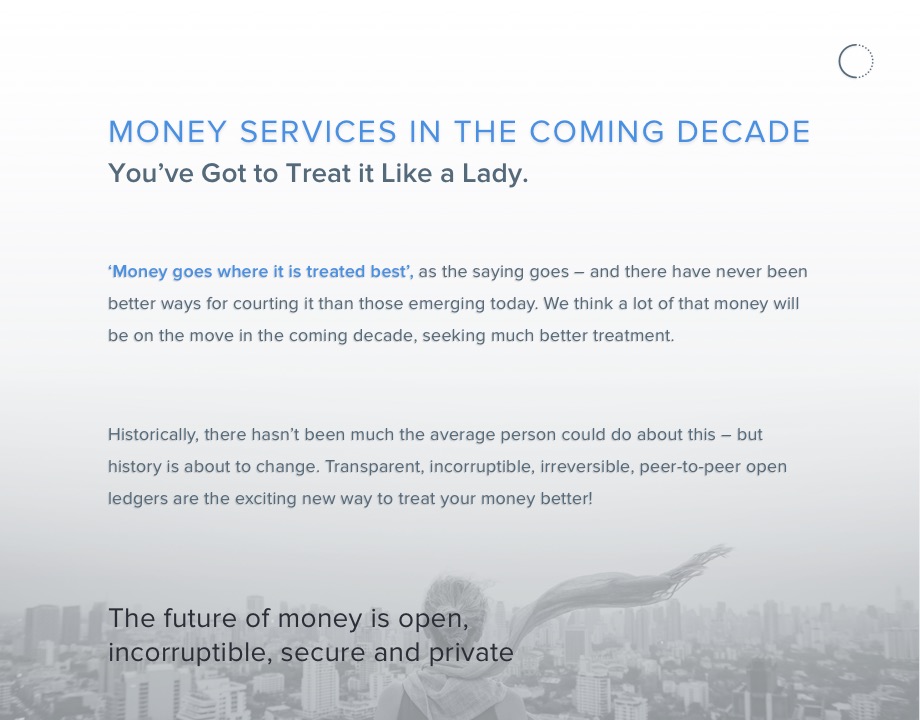 MONEY SERVICES IN THE COMING DECADE
You’ve Got to Treat it Like a Lady.
‘Money goes where it is treated best’, as the saying goes – and there have never been
better ways for courting it than those emerging today. We think a lot of that money will
be on the move in the coming decade, seeking much better treatment.
Historically, there hasn’t been much the average person could do about this – but
history is about to change. Transparent, incorruptible, irreversible, peer-to-peer open
ledgers are the exciting new way to treat your money better!
The future of money is open,
incorruptible, secure and private